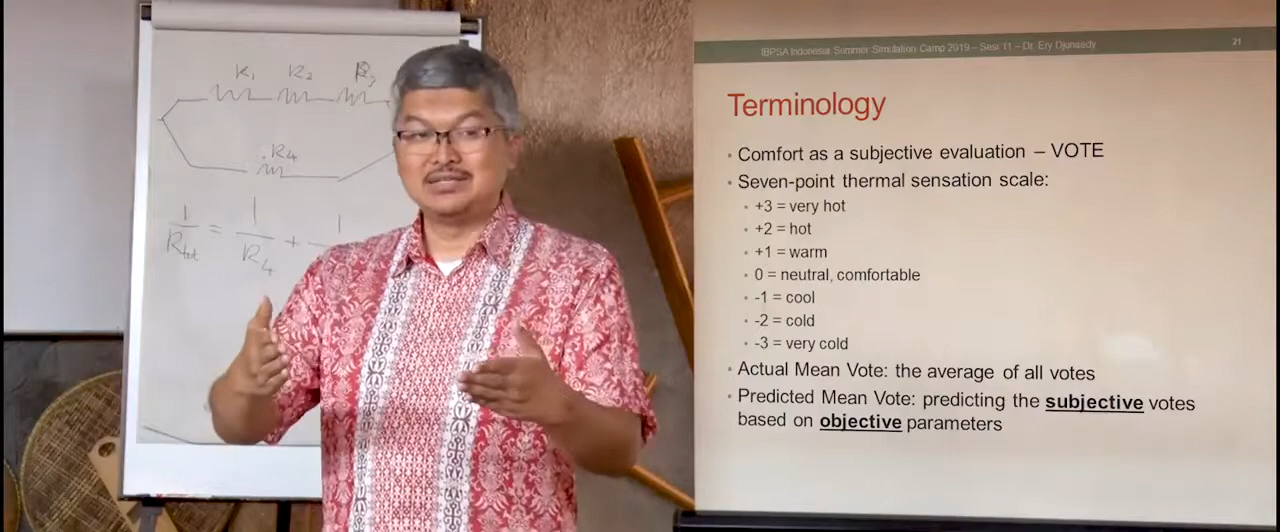 R₁ R₂ R₃
R₄
1/Rtot = 1/R₄ + 1
IBPSA Indonesia Summer Simulation Camp 2019 – Sesi 11 – Dr. Ery Djunaedy 21
Terminology
• Comfort as a subjective evaluation – VOTE
• Seven-point thermal sensation scale:
• +3 = very hot
• +2 = hot
• +1 = warm
• 0 = neutral, comfortable
• -1 = cool
• -2 = cold
• -3 = very cold
• Actual Mean Vote: the average of all votes
• Predicted Mean Vote: predicting the subjective votes
based on objective parameters